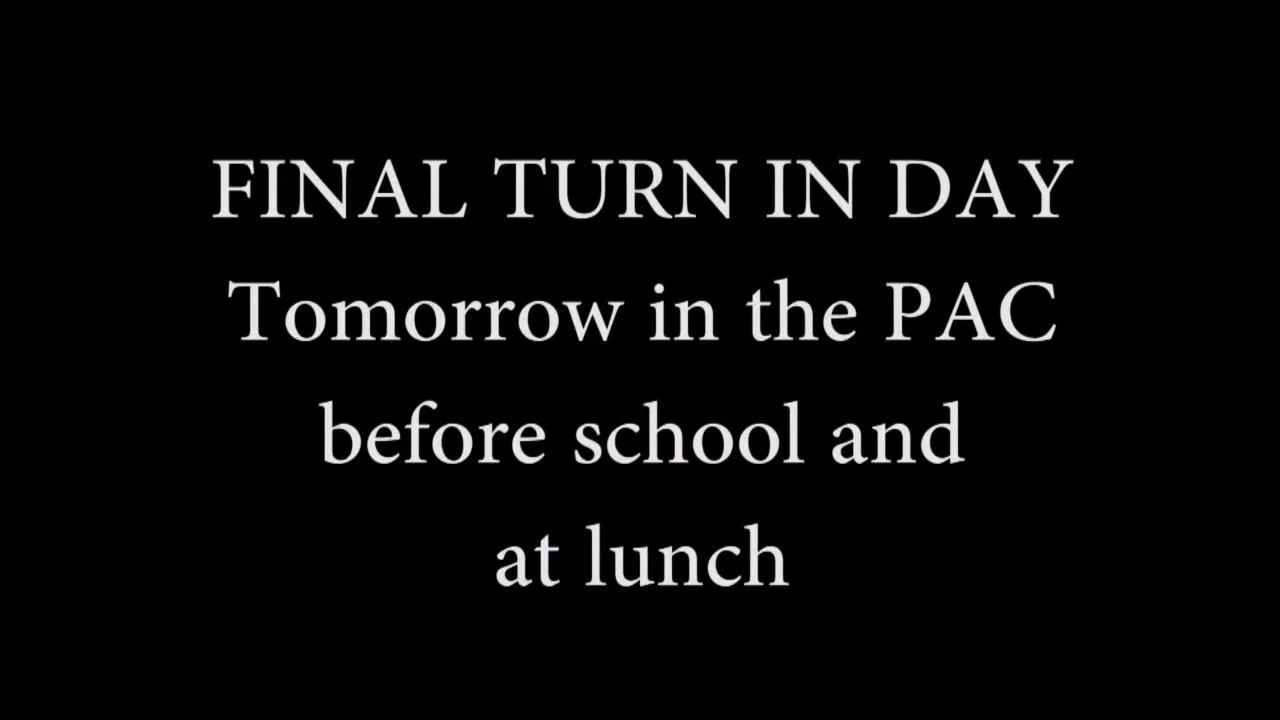 FINAL TURN IN DAY
Tomorrow in the PAC
before school and
at lunch